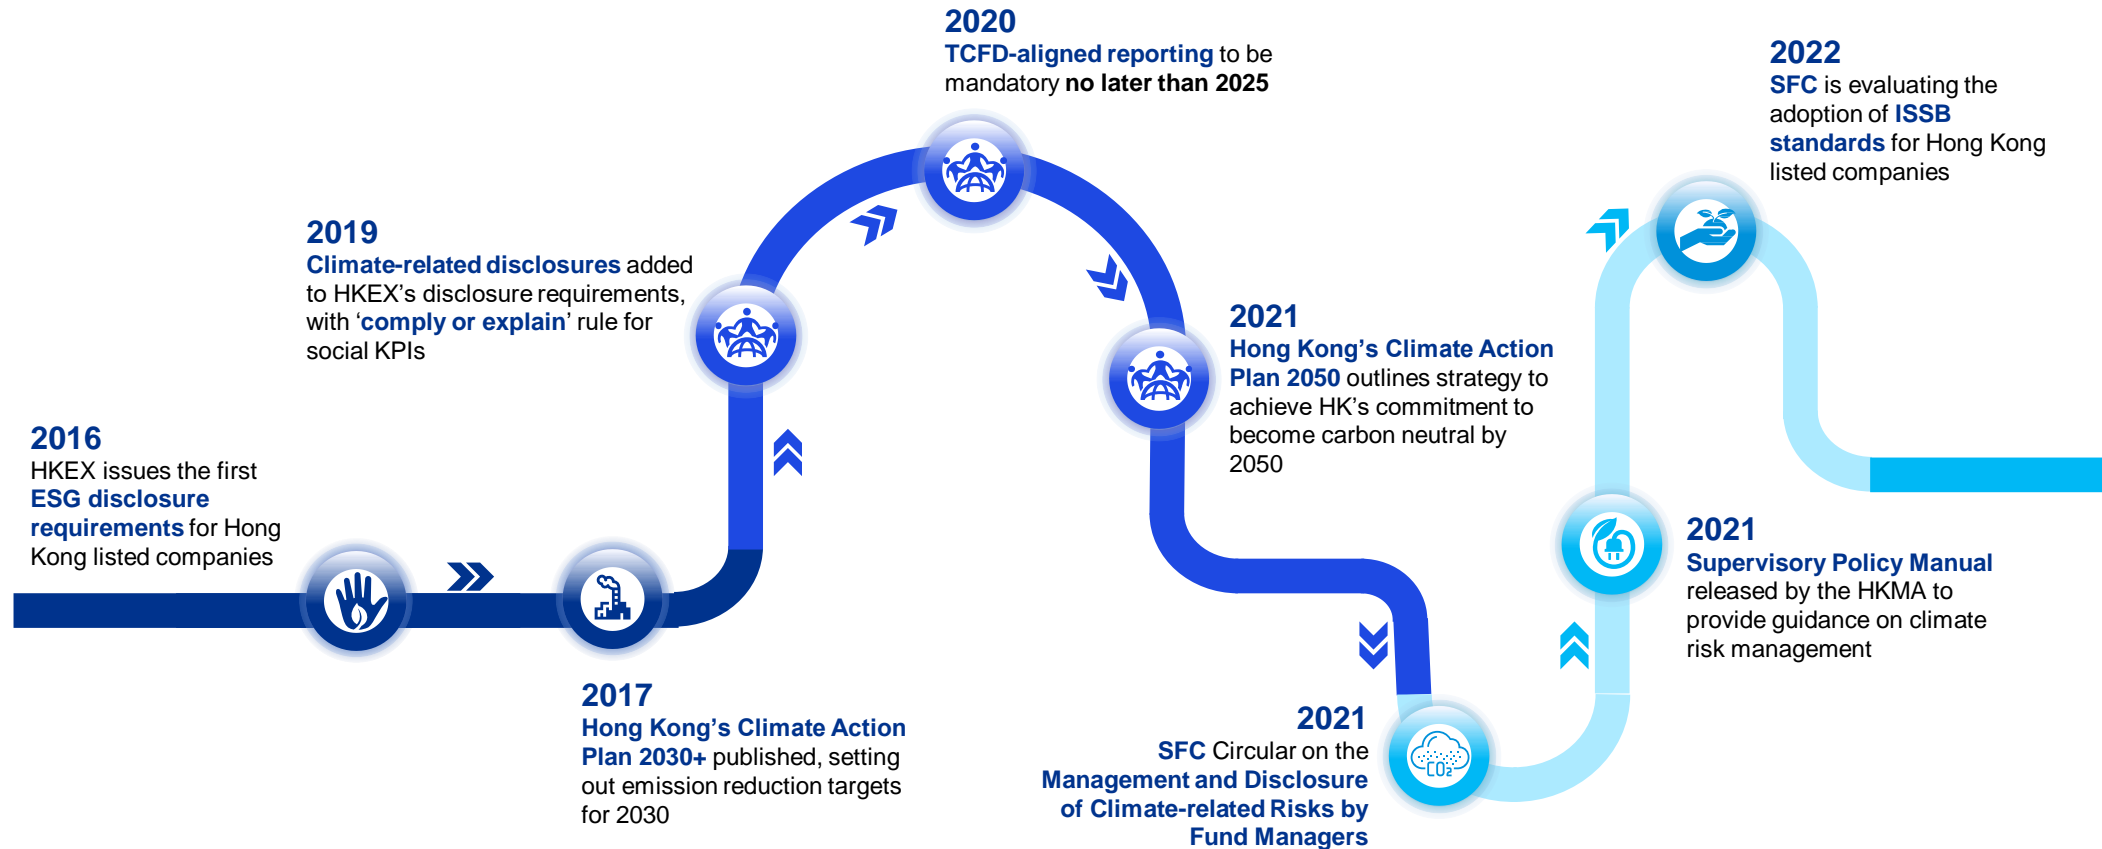 2016
HKEX issues the first
ESG disclosure
requirements for Hong
Kong listed companies
2017
Hong Kong’s Climate Action
Plan 2030+ published, setting
out emission reduction targets
for 2030
2019
Climate-related disclosures added
to HKEX’s disclosure requirements,
with ‘comply or explain’ rule for
social KPIs
2020
TCFD-aligned reporting to be
mandatory no later than 2025
2021
Hong Kong’s Climate Action
Plan 2050 outlines strategy to
achieve HK’s commitment to
become carbon neutral by
2050
2021
SFC Circular on the
Management and Disclosure
of Climate-related Risks by
Fund Managers
CO₂
2021
Supervisory Policy Manual
released by the HKMA to
provide guidance on climate
risk management
2022
SFC is evaluating the
adoption of ISSB
standards for Hong Kong
listed companies